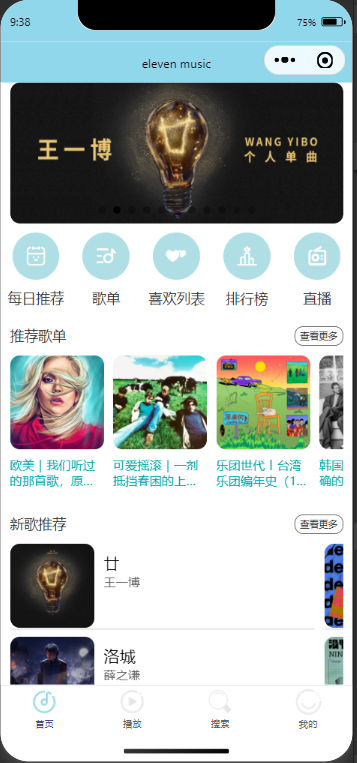 9:38
75%
eleven music
王一博
WANG YIBO
个人单曲
每日推荐 歌单 喜欢列表 排行榜 直播
推荐歌单 查看更多
欧美｜我们听过的那首歌，原...
可爱摇滚｜一剂抵挡春困的上...
乐团世代｜台湾乐团编年史（1...
韩国
确的
新歌推荐 查看更多
廿
王一博
洛城
薛之谦
首页 播放 搜索 我的